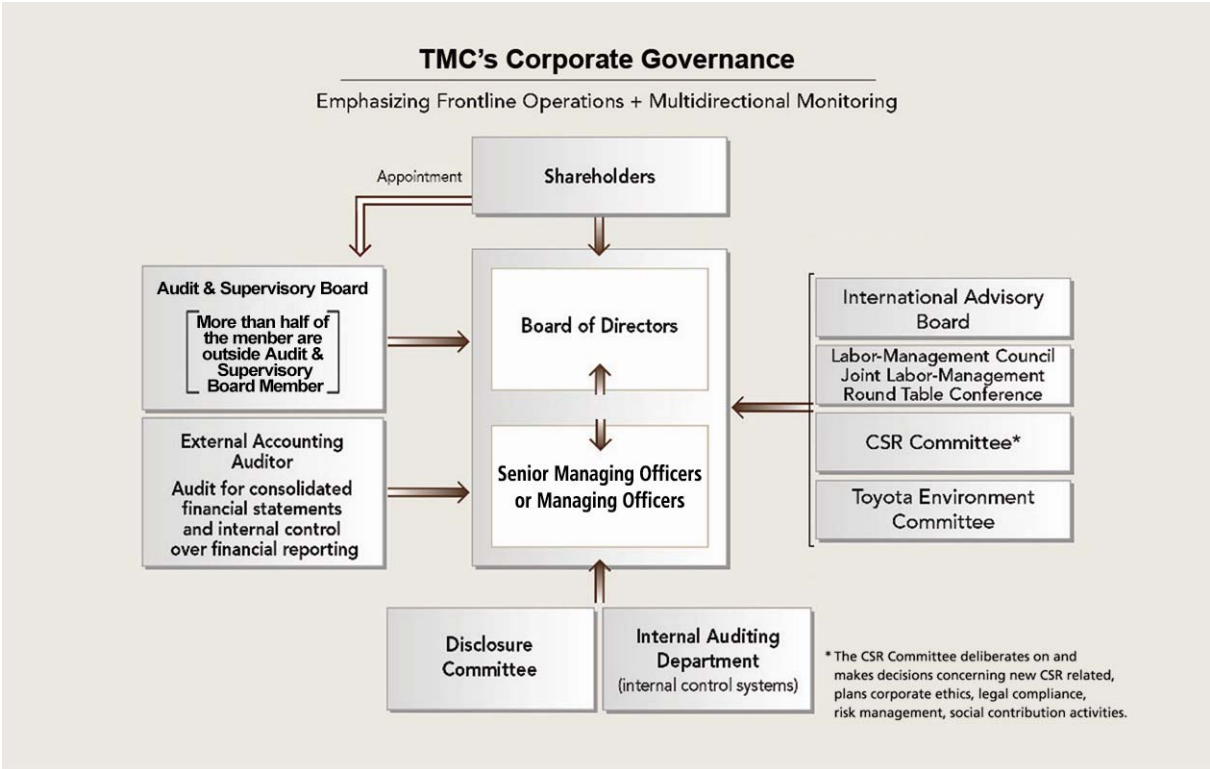 TMC's Corporate Governance
Emphasizing Frontline Operations + Multidirectional Monitoring
Appointment
Shareholders
Audit & Supervisory Board
More than half of
the menber are
outside Audit &
Supervisory
Board Member
External Accounting
Auditor
Audit for consolidated
financial statements
and internal control
over financial reporting
Board of Directors
Senior Managing Officers
or Managing Officers
International Advisory
Board
Labor-Management Council
Joint Labor-Management
Round Table Conference
CSR Committee*
Toyota Environment
Committee
Disclosure
Committee
Internal Auditing
Department
(internal control systems)
* The CSR Committee deliberates on and
makes decisions concerning new CSR related,
plans corporate ethics, legal compliance,
risk management, social contribution activities.